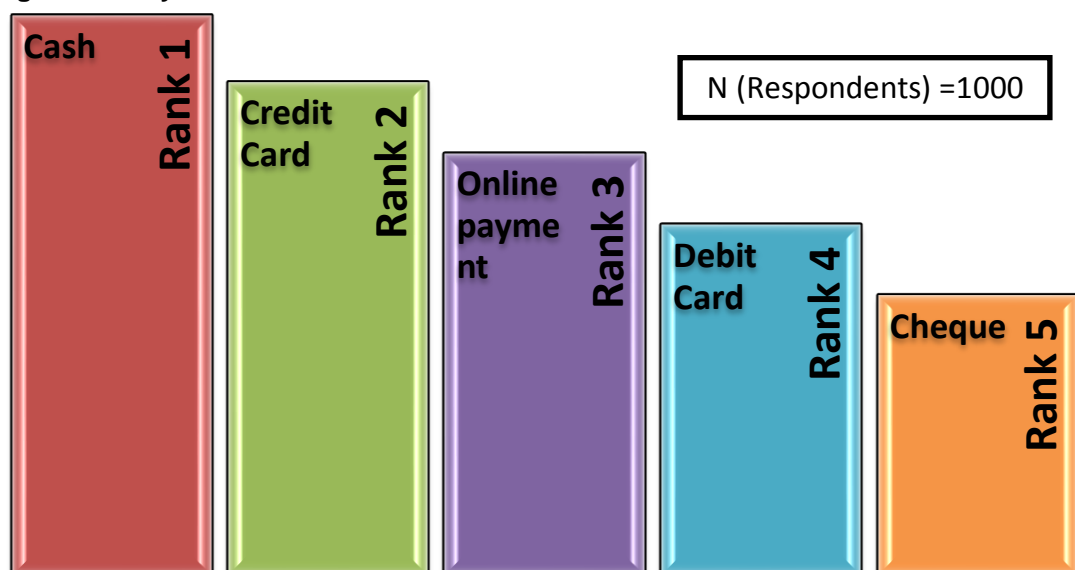 Cash
Rank 1
Credit
Card
Rank 2
Online
payme
nt
Rank 3
Debit
Card
Rank 4
Cheque
Rank 5
N (Respondents) =1000